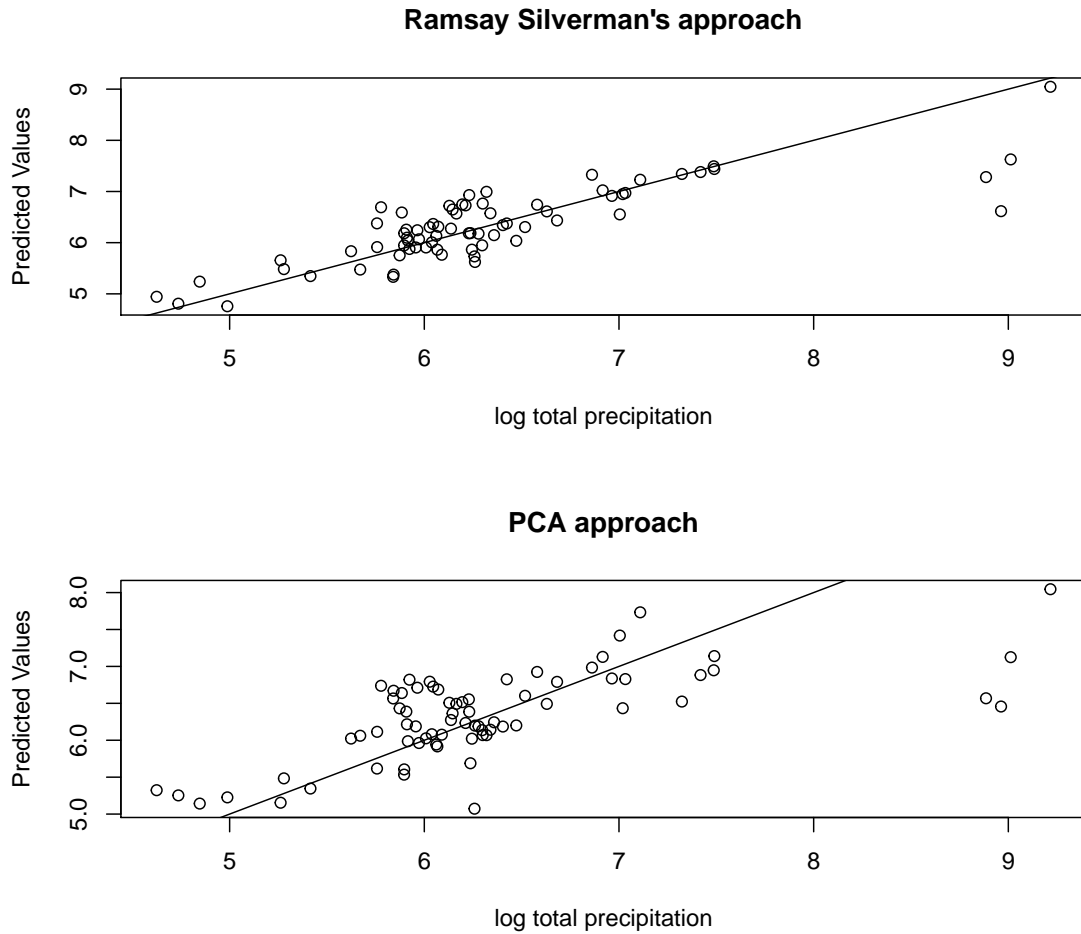 Ramsay Silverman's approach
Predicted Values
9
8
7
6
5
5 6 7 8 9
log total precipitation
PCA approach
Predicted Values
8.0
7.0
6.0
5.0
5 6 7 8 9
log total precipitation